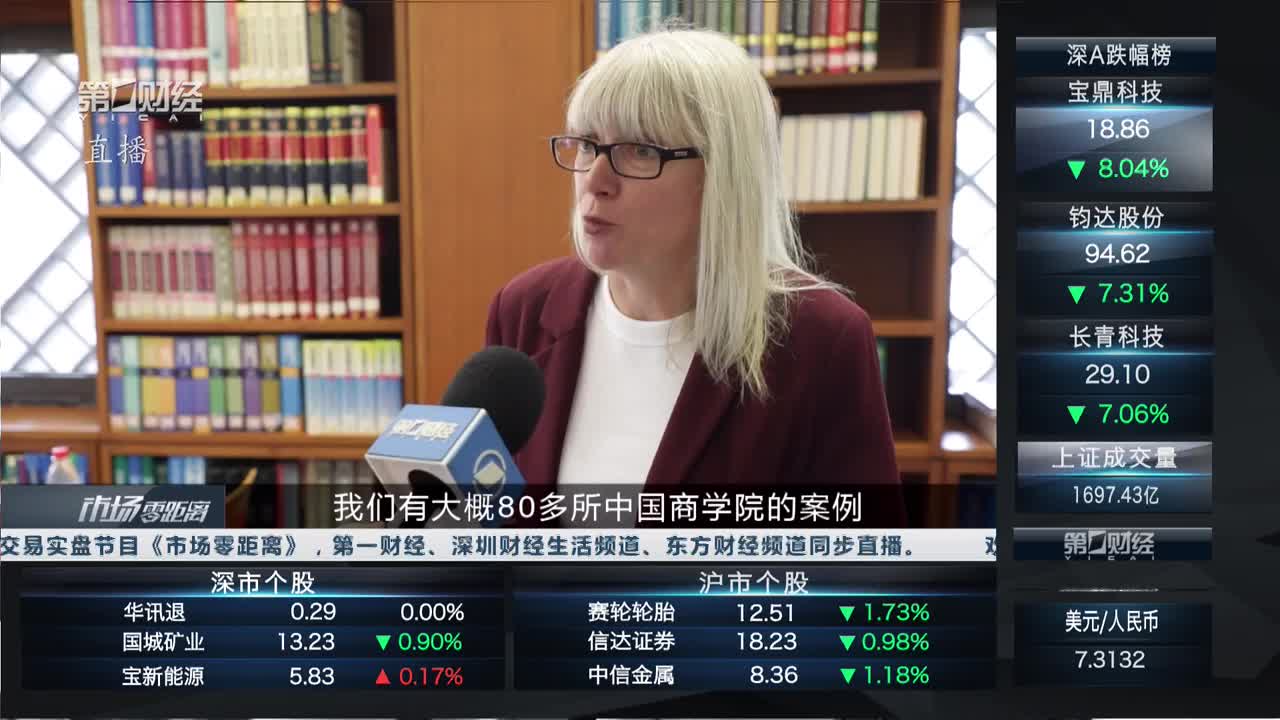 第一财经
YICAI
直播
第一财经
市场零距离
我们有大概80多所中国商学院的案例
交易实盘节目《市场零距离》，第一财经、深圳财经生活频道、东方财经频道同步直播。
深市个股
华讯退 0.29 0.00%
国城矿业 13.23 ▼ 0.90%
宝新能源 5.83 ▲ 0.17%
沪市个股
赛轮轮胎 12.51 ▼ 1.73%
信达证券 18.23 ▼ 0.98%
中信金属 8.36 ▼ 1.18%
深A跌幅榜
宝鼎科技
18.86
▼ 8.04%
钧达股份
94.62
▼ 7.31%
长青科技
29.10
▼ 7.06%
上证成交量
1697.43亿
第一财经
YICAI
美元/人民币
7.3132